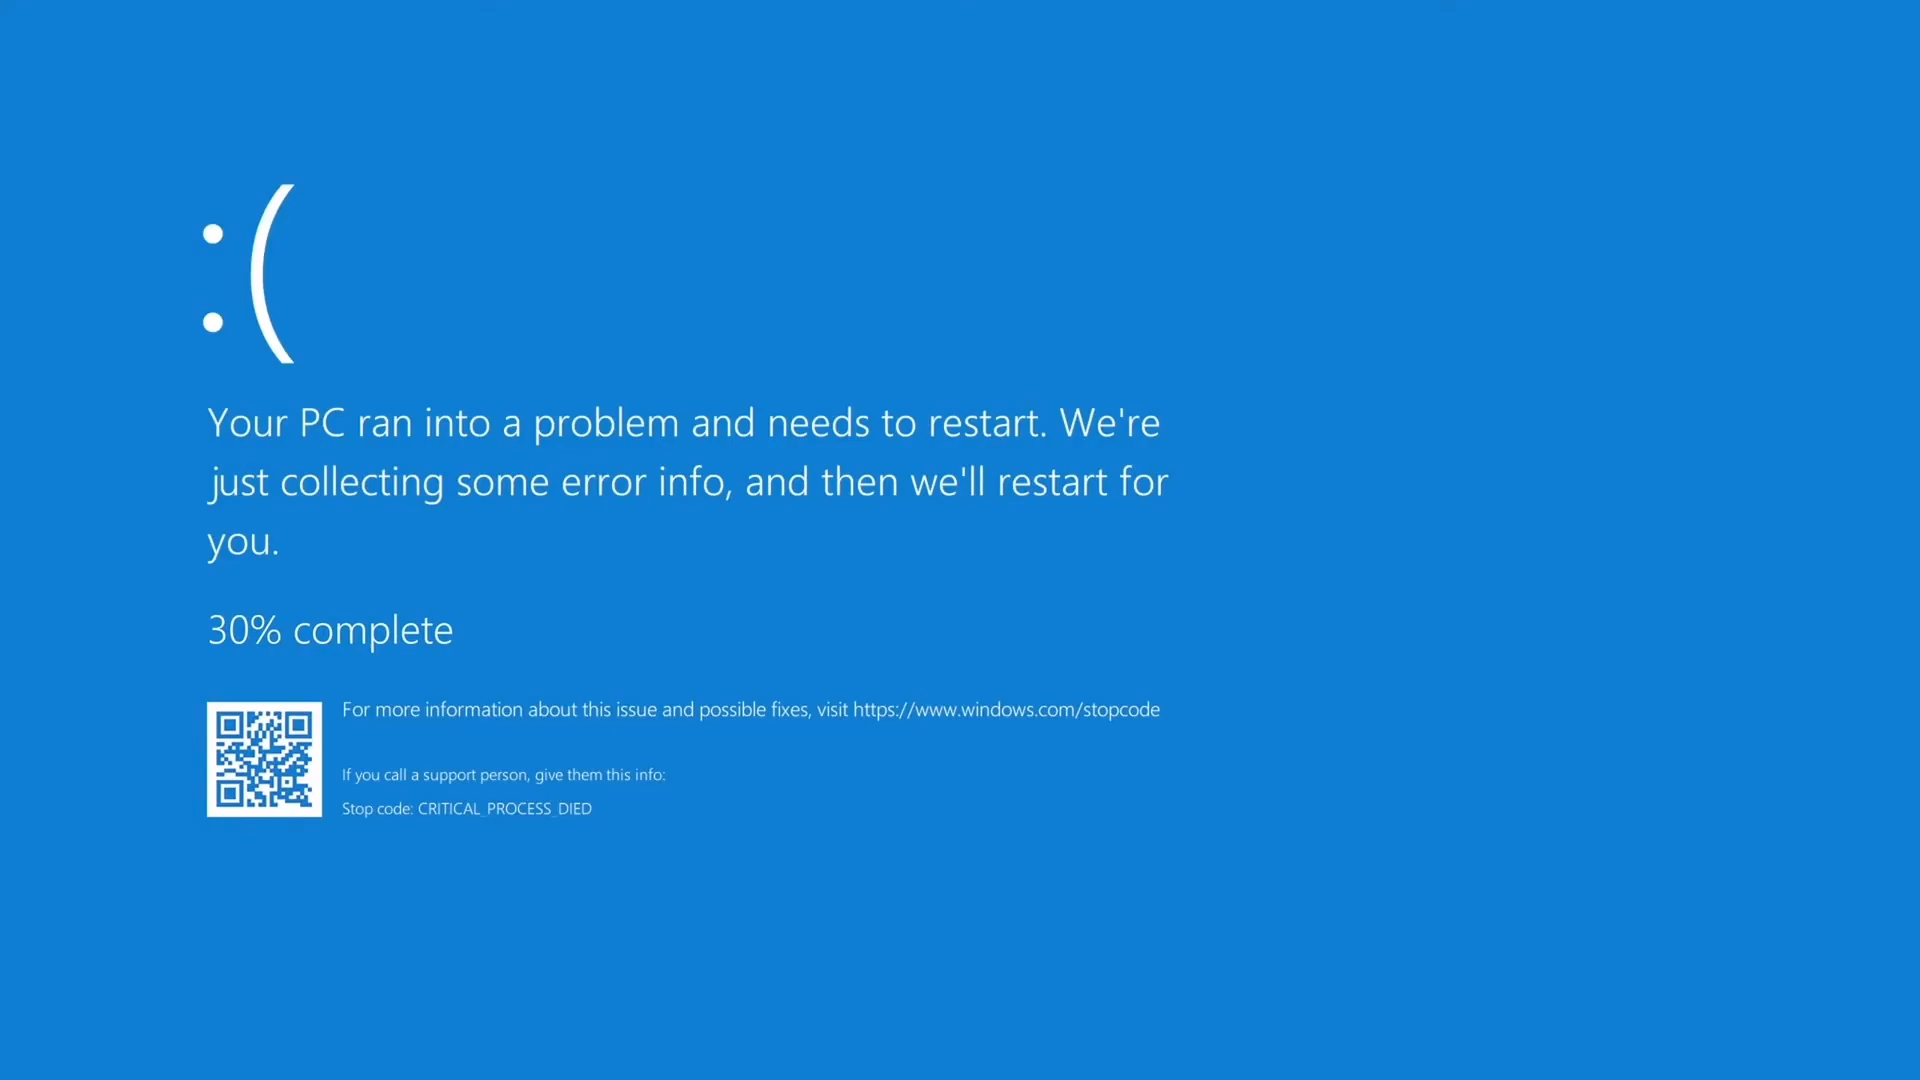 :(
Your PC ran into a problem and needs to restart. We're
just collecting some error info, and then we'll restart for
you.
30% complete
For more information about this issue and possible fixes, visit https://www.windows.com/stopcode
If you call a support person, give them this info:
Stop code: CRITICAL_PROCESS_DIED